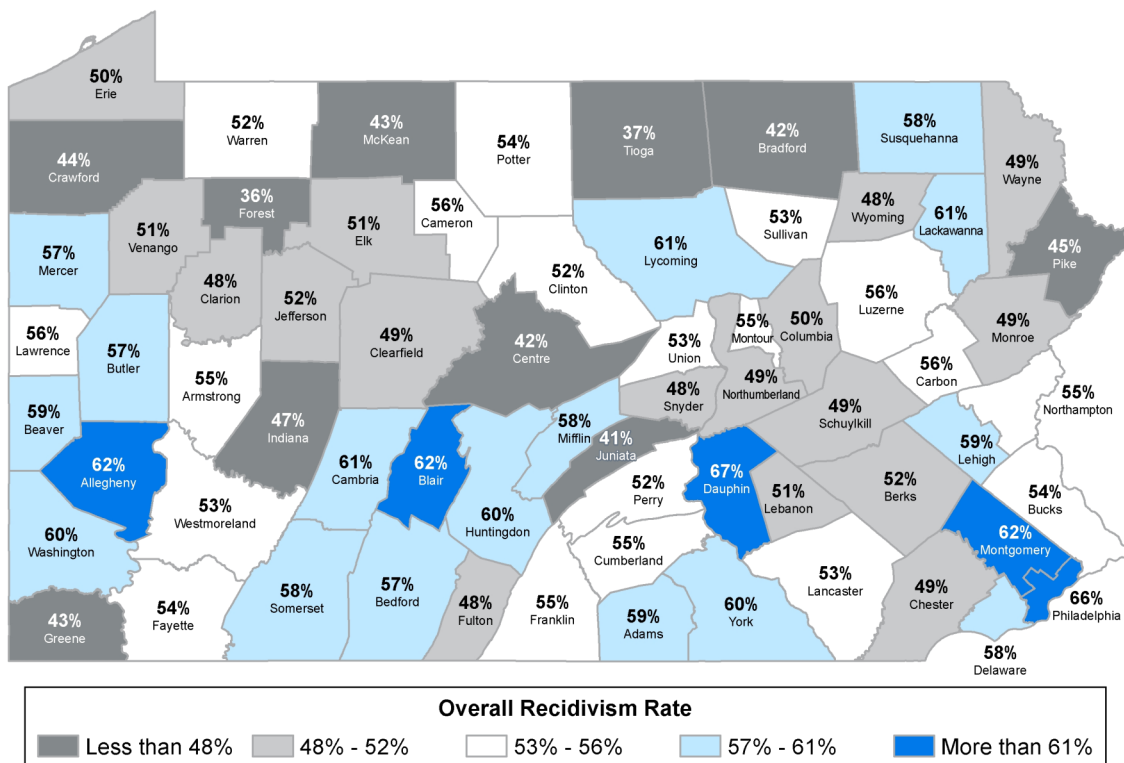 50%
Erie
52%
Warren
43%
McKean
54%
Potter
37%
Tioga
42%
Bradford
58%
Susquehanna
49%
Wayne
44%
Crawford
36%
Forest
51%
Venango
51%
Elk
56%
Cameron
53%
Sullivan
48%
Wyoming
61%
Lackawanna
45%
Pike
57%
Mercer
48%
Clarion
52%
Jefferson
52%
Clinton
61%
Lycoming
56%
Luzerne
49%
Monroe
56%
Lawrence
57%
Butler
55%
Armstrong
49%
Clearfield
42%
Centre
53%
Union
55%
Montour
50%
Columbia
56%
Carbon
55%
Northampton
59%
Beaver
47%
Indiana
58%
Mifflin
48%
Snyder
49%
Northumberland
49%
Schuylkill
59%
Lehigh
62%
Allegheny
61%
Cambria
62%
Blair
41%
Juniata
52%
Perry
67%
Dauphin
51%
Lebanon
52%
Berks
54%
Bucks
60%
Washington
53%
Westmoreland
60%
Huntingdon
55%
Cumberland
62%
Montgomery
43%
Greene
54%
Fayette
58%
Somerset
57%
Bedford
48%
Fulton
55%
Franklin
59%
Adams
60%
York
53%
Lancaster
49%
Chester
66%
Philadelphia
58%
Delaware
Overall Recidivism Rate
Less than 48%
48% - 52%
53% - 56%
57% - 61%
More than 61%